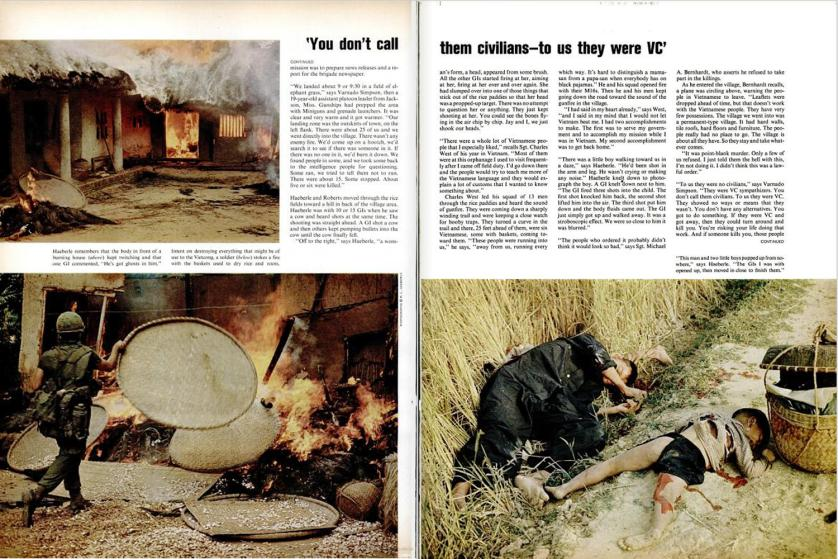 'You don't call
CONTINUED
mission was to prepare news releases and a re-
port for the brigade newspaper.
"We landed about 9 or 9:30 in a field of el-
ephant grass," says Varnado Simpson, then a
19-year-old assistant platoon leader from Jack-
son, Miss. Gunships had prepped the area
with Miniguns and grenade launchers. It was
clear and very warm and it got warmer. "Our
landing zone was the outskirts of town, on the
left flank. There were about 25 of us and we
went directly into the village. There wasn't any
enemy fire. We'd come up on a hootch, we'd
search it to see if there was someone in it. If
there was no one in it, we'd burn it down. We
found people in some, and we took some back
to the intelligence people for questioning.
Some ran, we tried to tell them not to run.
There were about 15. Some stopped. About
five or six were killed."
Haeberle and Roberts moved through the rice
fields toward a hill in back of the village area.
Haeberle was with 10 or 15 GIs when he saw
a cow and heard shots at the same time. The
shooting was straight ahead. A GI shot a cow
and then others kept pumping bullets into the
cow until the cow finally fell.
"Off to the right," says Haeberle, "a wom-
Haeberle remembers that the body in front of a
burning house (above) kept twitching and that
one GI commented, "He's got ghosts in him."
Intent on destroying everything that might be of
use to the Vietcong, a soldier (below) stokes a fire
with the baskets used to dry rice and roots.
them civilians—to us they were VC'
an's form, a head, appeared from some brush.
All the other GIs started firing at her, aiming
at her, firing at her over and over again. She
had slumped over into one of those things that
stick out of the rice paddies so that her head
was a propped-up target. There was no attempt
to question her or anything. They just kept
shooting at her. You could see the bones fly-
ing in the air chip by chip. Jay and I, we just
shook our heads."
"There were a whole lot of Vietnamese peo-
ple that I especially liked," recalls Sgt. Charles
West of his year in Vietnam. "Most of them
were at this orphanage I used to visit frequent-
ly after I came off field duty. I'd go down there
and the people would try to teach me more of
the Vietnamese language and they would ex-
plain a lot of customs that I wanted to know
something about."
Charles West led his squad of 13 men
through the rice paddies and heard the sound
of gunfire. They were coming down a sharply
winding trail and were keeping a close watch
for booby traps. They turned a curve in the
trail and there, 25 feet ahead of them, were six
Vietnamese, some with baskets, coming to-
ward them. "These people were running into
us," he says, "away from us, running every
which way. It's hard to distinguish a mama-
san from a papa-san when everybody has on
black pajamas." He and his squad opened fire
with their M16s. Then he and his men kept
going down the road toward the sound of the
gunfire in the village.
"I had said in my heart already," says West,
"and I said in my mind that I would not let
Vietnam beat me. I had two accomplishments
to make. The first was to serve my govern-
ment and to accomplish my mission while I
was in Vietnam. My second accomplishment
was to get back home."
"There was a little boy walking toward us in
a daze," says Haeberle. "He'd been shot in
the arm and leg. He wasn't crying or making
any noise." Haeberle knelt down to photo-
graph the boy. A GI knelt down next to him.
"The GI fired three shots into the child. The
first shot knocked him back, the second shot
lifted him into the air. The third shot put him
down and the body fluids came out. The GI
just simply got up and walked away. It was a
stroboscopic effect. We were so close to him it
was blurred."
"The people who ordered it probably didn't
think it would look so bad," says Sgt. Michael
A. Bernhardt, who asserts he refused to take
part in the killings.
As he entered the village, Bernhardt recalls,
a plane was circling above, warning the peo-
ple in Vietnamese to leave. "Leaflets were
dropped ahead of time, but that doesn't work
with the Vietnamese people. They have very
few possessions. The village we went into was
a permanent-type village. It had hard walls,
tile roofs, hard floors and furniture. The peo-
ple really had no place to go. The village is
about all they have. So they stay and take what-
ever comes.
"It was point-blank murder. Only a few of
us refused. I just told them the hell with this,
I'm not doing it. I didn't think this was a law-
ful order."
"To us they were no civilians," says Varnado
Simpson. "They were VC sympathizers. You
don't call them civilians. To us they were VC.
They showed no ways or means that they
wasn't. You don't have any alternatives. You
got to do something. If they were VC and
got away, then they could turn around and
kill you. You're risking your life doing that
work. And if someone kills you, those people
CONTINUED
"This man and two little boys popped up from no-
where," says Haeberle. "The GIs I was with
opened up, then moved in close to finish them."